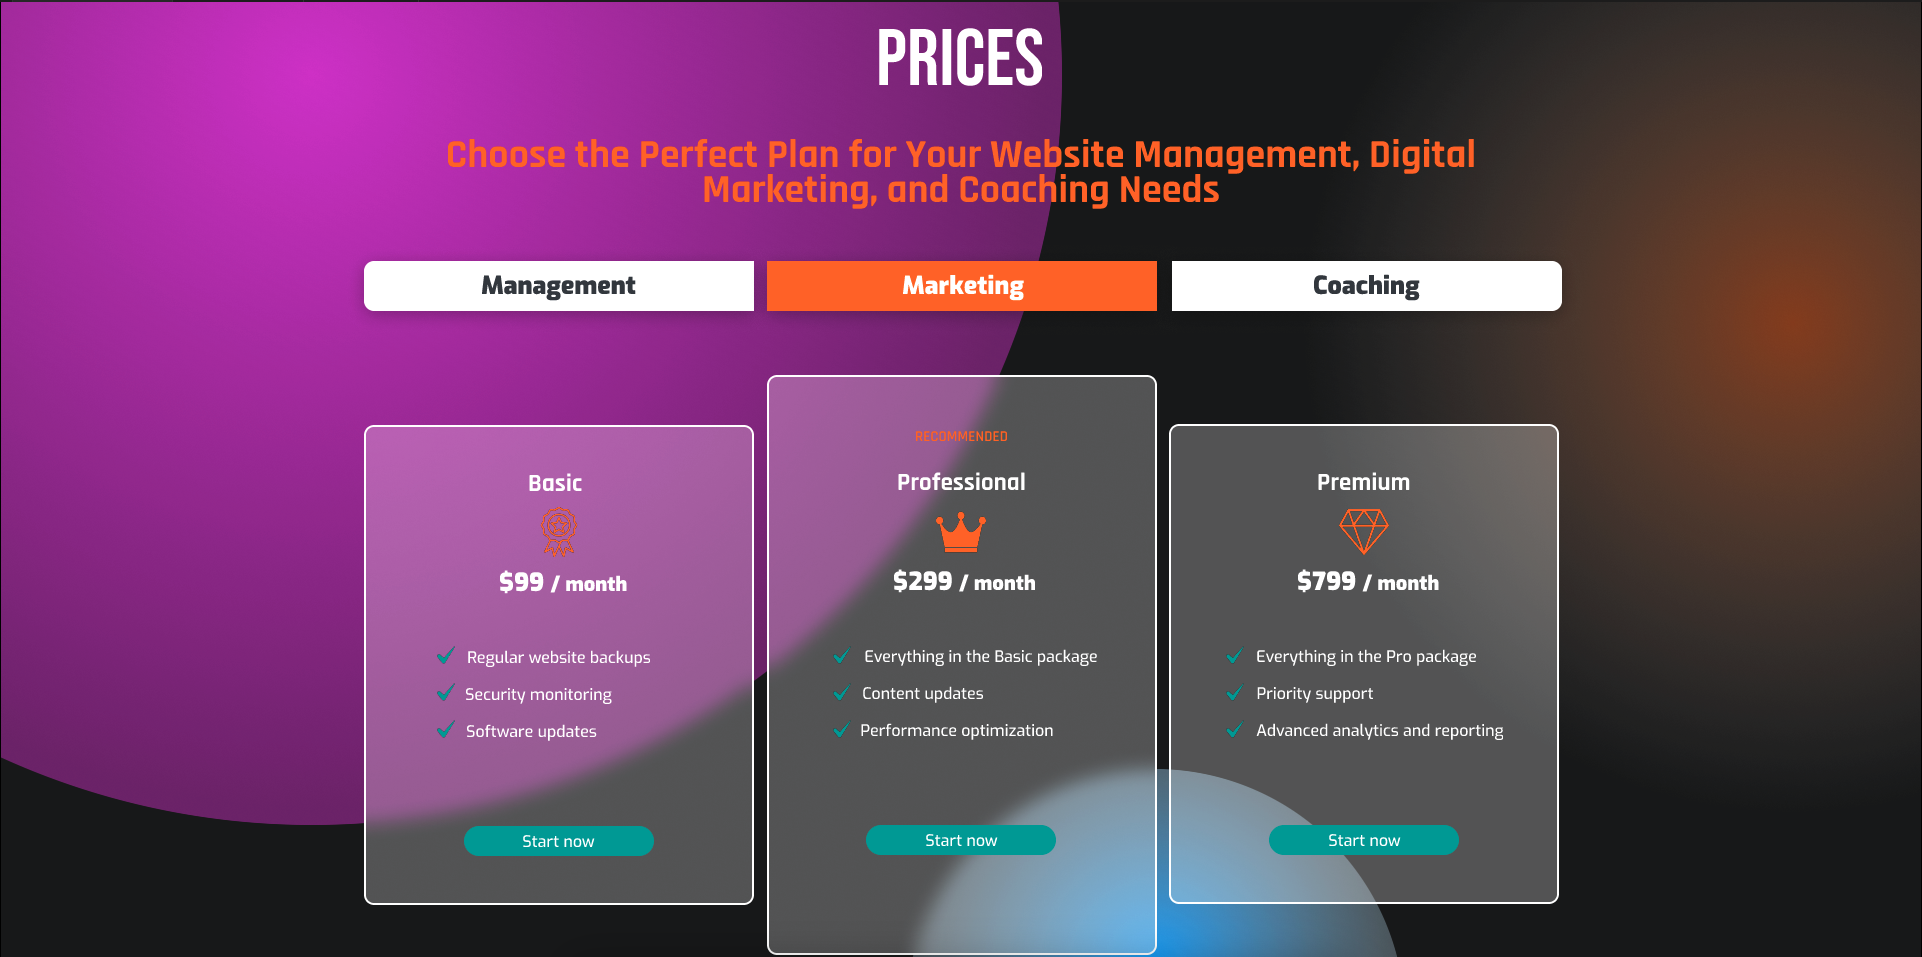 PRICES
Choose the Perfect Plan for Your Website Management, Digital
Marketing, and Coaching Needs
Management
Marketing
Coaching
Basic
$99 / month
Regular website backups
Security monitoring
Software updates
Start now
RECOMMENDED
Professional
$299 / month
Everything in the Basic package
Content updates
Performance optimization
Start now
Premium
$799 / month
Everything in the Pro package
Priority support
Advanced analytics and reporting
Start now